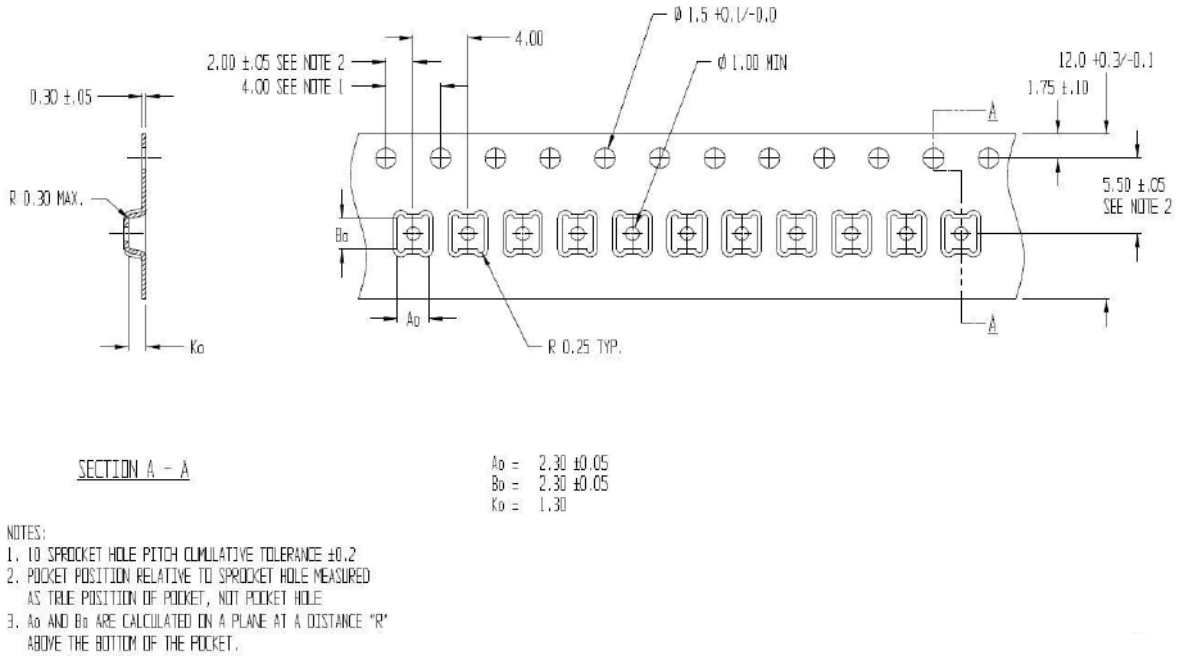 Ø 1.5 +0.1/-0.0
4.00
2.00 ±.05 SEE NOTE 2
Ø 1.00 MIN
12.0 +0.3/-0.1
4.00 SEE NOTE 1
1.75 ±.10
0.30 ±.05
A
R 0.30 MAX.
5.50 ±.05
SEE NOTE 2
Bo
Ao
A
Ko
R 0.25 TYP.
SECTION A - A
Ao = 2.30 ±0.05
Bo = 2.30 ±0.05
Ko = 1.30
NOTES:
1. 10 SPROCKET HOLE PITCH CUMULATIVE TOLERANCE ±0.2
2. POCKET POSITION RELATIVE TO SPROCKET HOLE MEASURED
AS TRUE POSITION OF POCKET, NOT POCKET HOLE
3. Ao AND Bo ARE CALCULATED ON A PLANE AT A DISTANCE "R"
ABOVE THE BOTTOM OF THE POCKET.